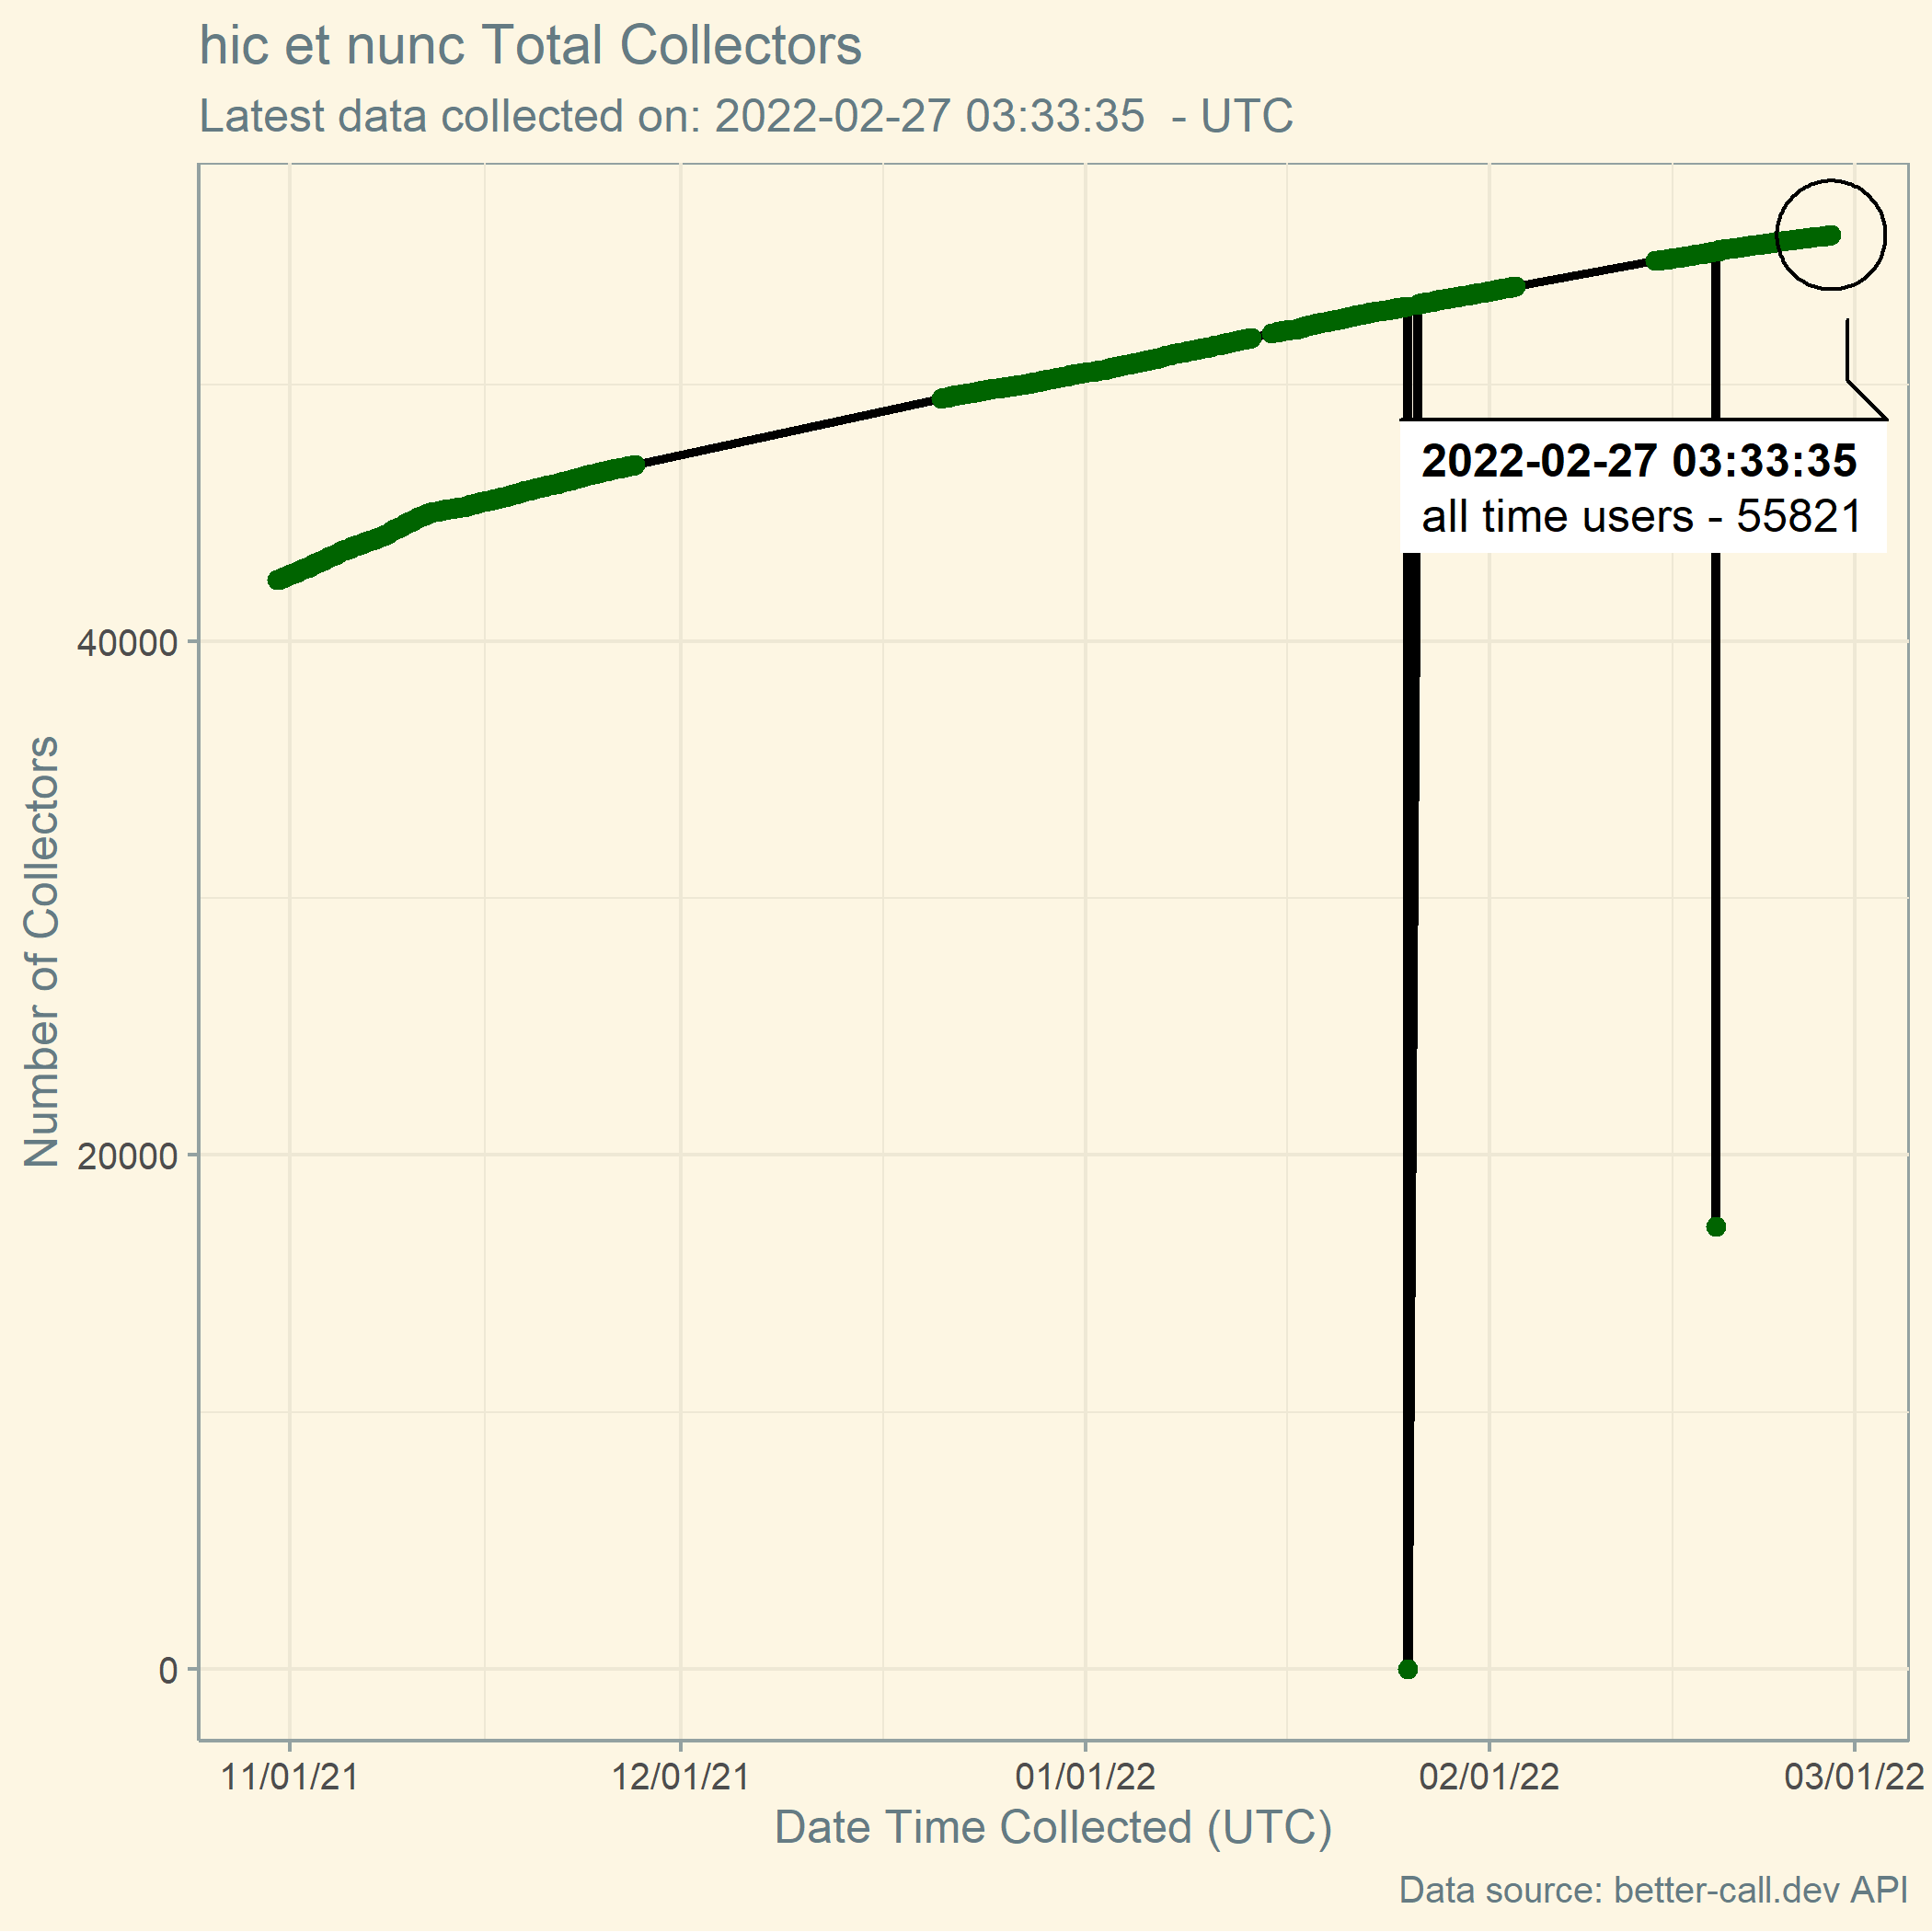 hic et nunc Total Collectors
Latest data collected on: 2022-02-27 03:33:35  - UTC
2022-02-27 03:33:35
all time users - 55821
Number of Collectors
40000
20000
0
11/01/21
12/01/21
01/01/22
02/01/22
03/01/22
Date Time Collected (UTC)
Data source: better-call.dev API